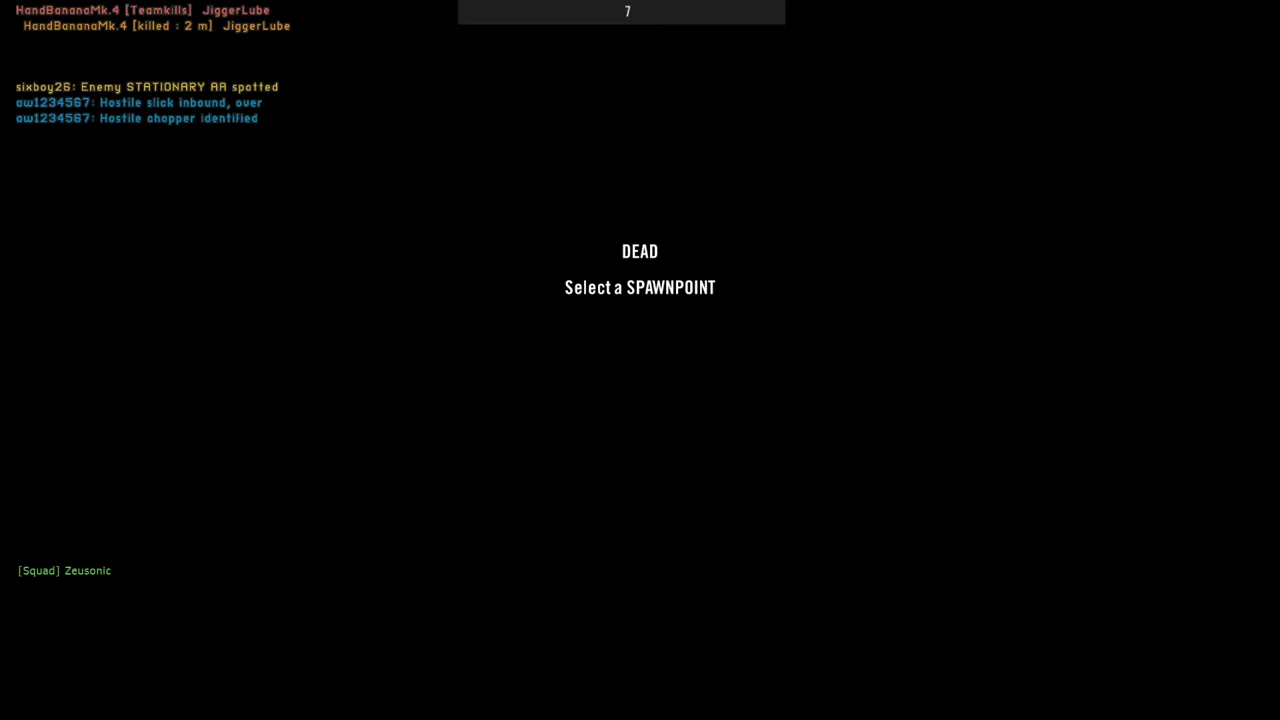 HandBananaMk.4 [Teamkills] JiggerLube
HandBananaMk.4 [killed : 2 m] JiggerLube
7
sixboy26: Enemy STATIONARY AA spotted
aw1234567: Hostile slick inbound, over
aw1234567: Hostile chopper identified
DEAD
Select a SPAWNPOINT
[Squad] Zeusonic